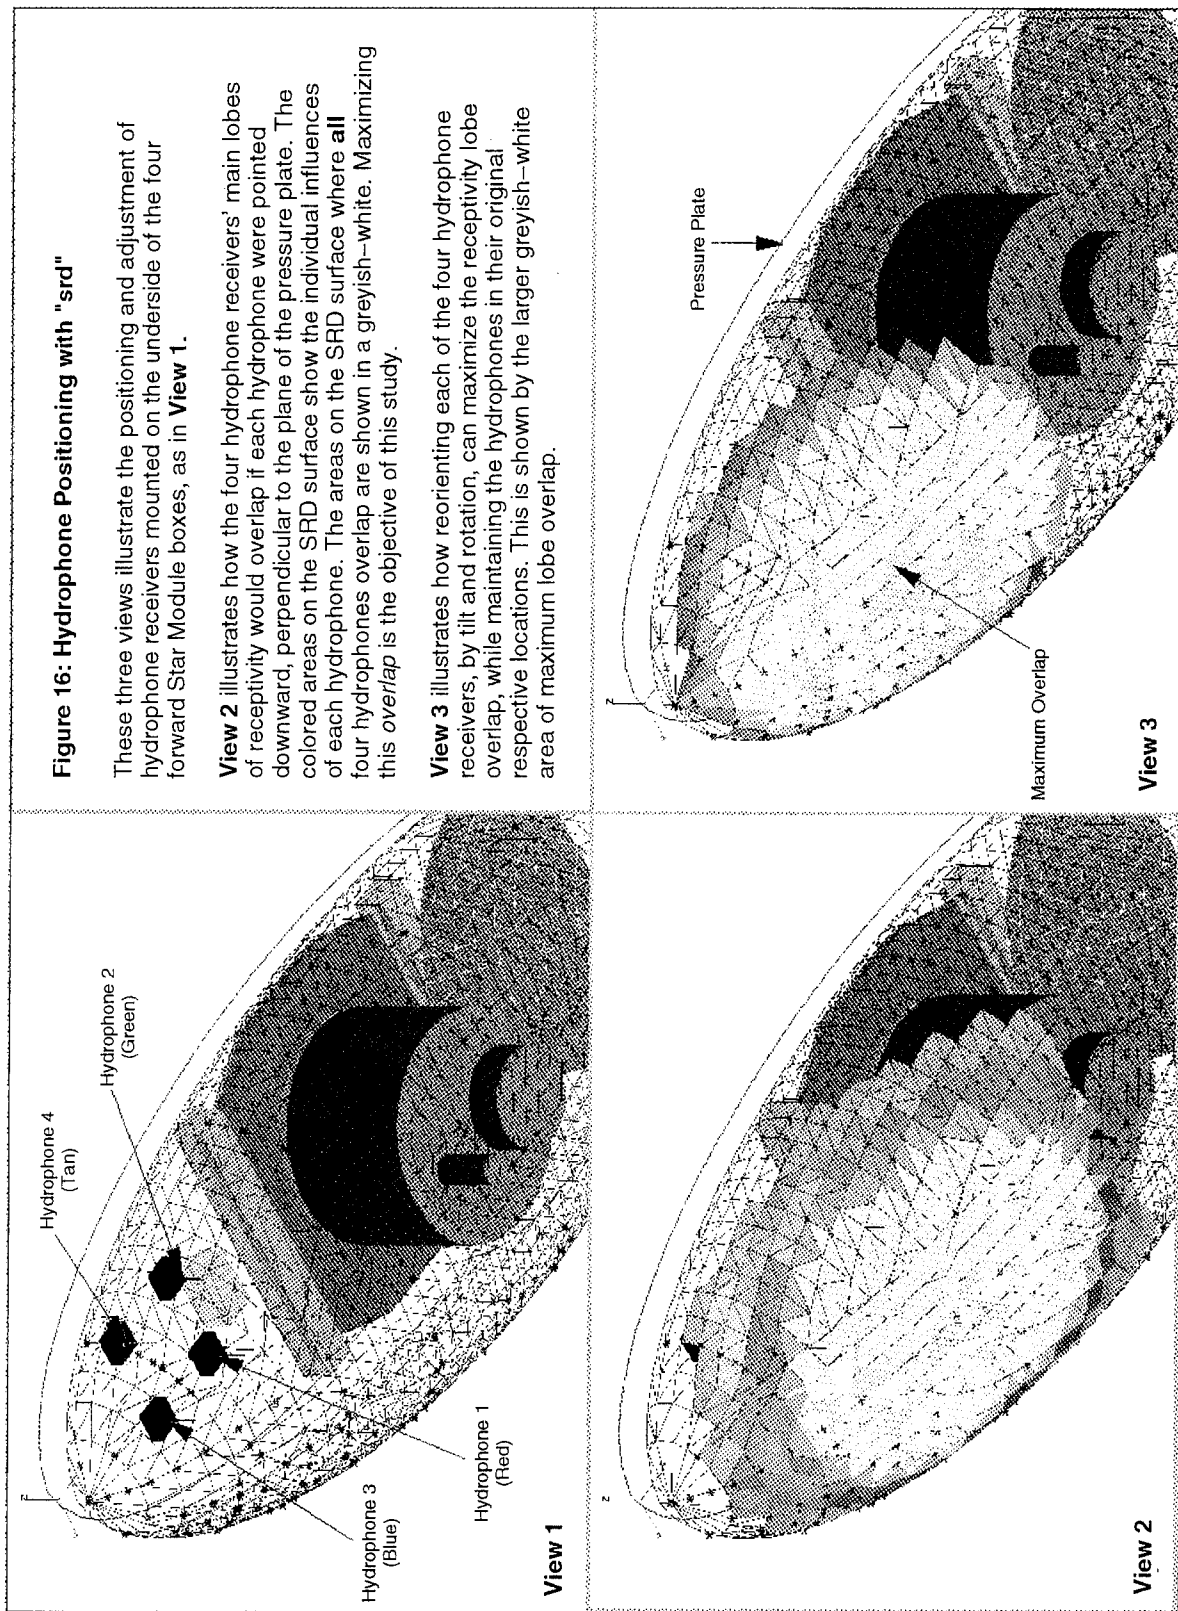 Figure 16: Hydrophone Positioning with "srd"
These three views illustrate the positioning and adjustment of
hydrophone receivers mounted on the underside of the four
forward Star Module boxes, as in View 1.
View 2 illustrates how the four hydrophone receivers' main lobes
of receptivity would overlap if each hydrophone were pointed
downward, perpendicular to the plane of the pressure plate. The
colored areas on the SRD surface show the individual influences
of each hydrophone. The areas on the SRD surface where all
four hydrophones overlap are shown in a greyish–white. Maximizing
this overlap is the objective of this study.
View 3 illustrates how reorienting each of the four hydrophone
receivers, by tilt and rotation, can maximize the receptivity lobe
overlap, while maintaining the hydrophones in their original
respective locations. This is shown by the larger greyish–white
area of maximum lobe overlap.
Hydrophone 4
(Tan)
Hydrophone 2
(Green)
Hydrophone 3
(Blue)
Hydrophone 1
(Red)
View 1
z
View 2
Pressure Plate
z
Maximum Overlap
View 3